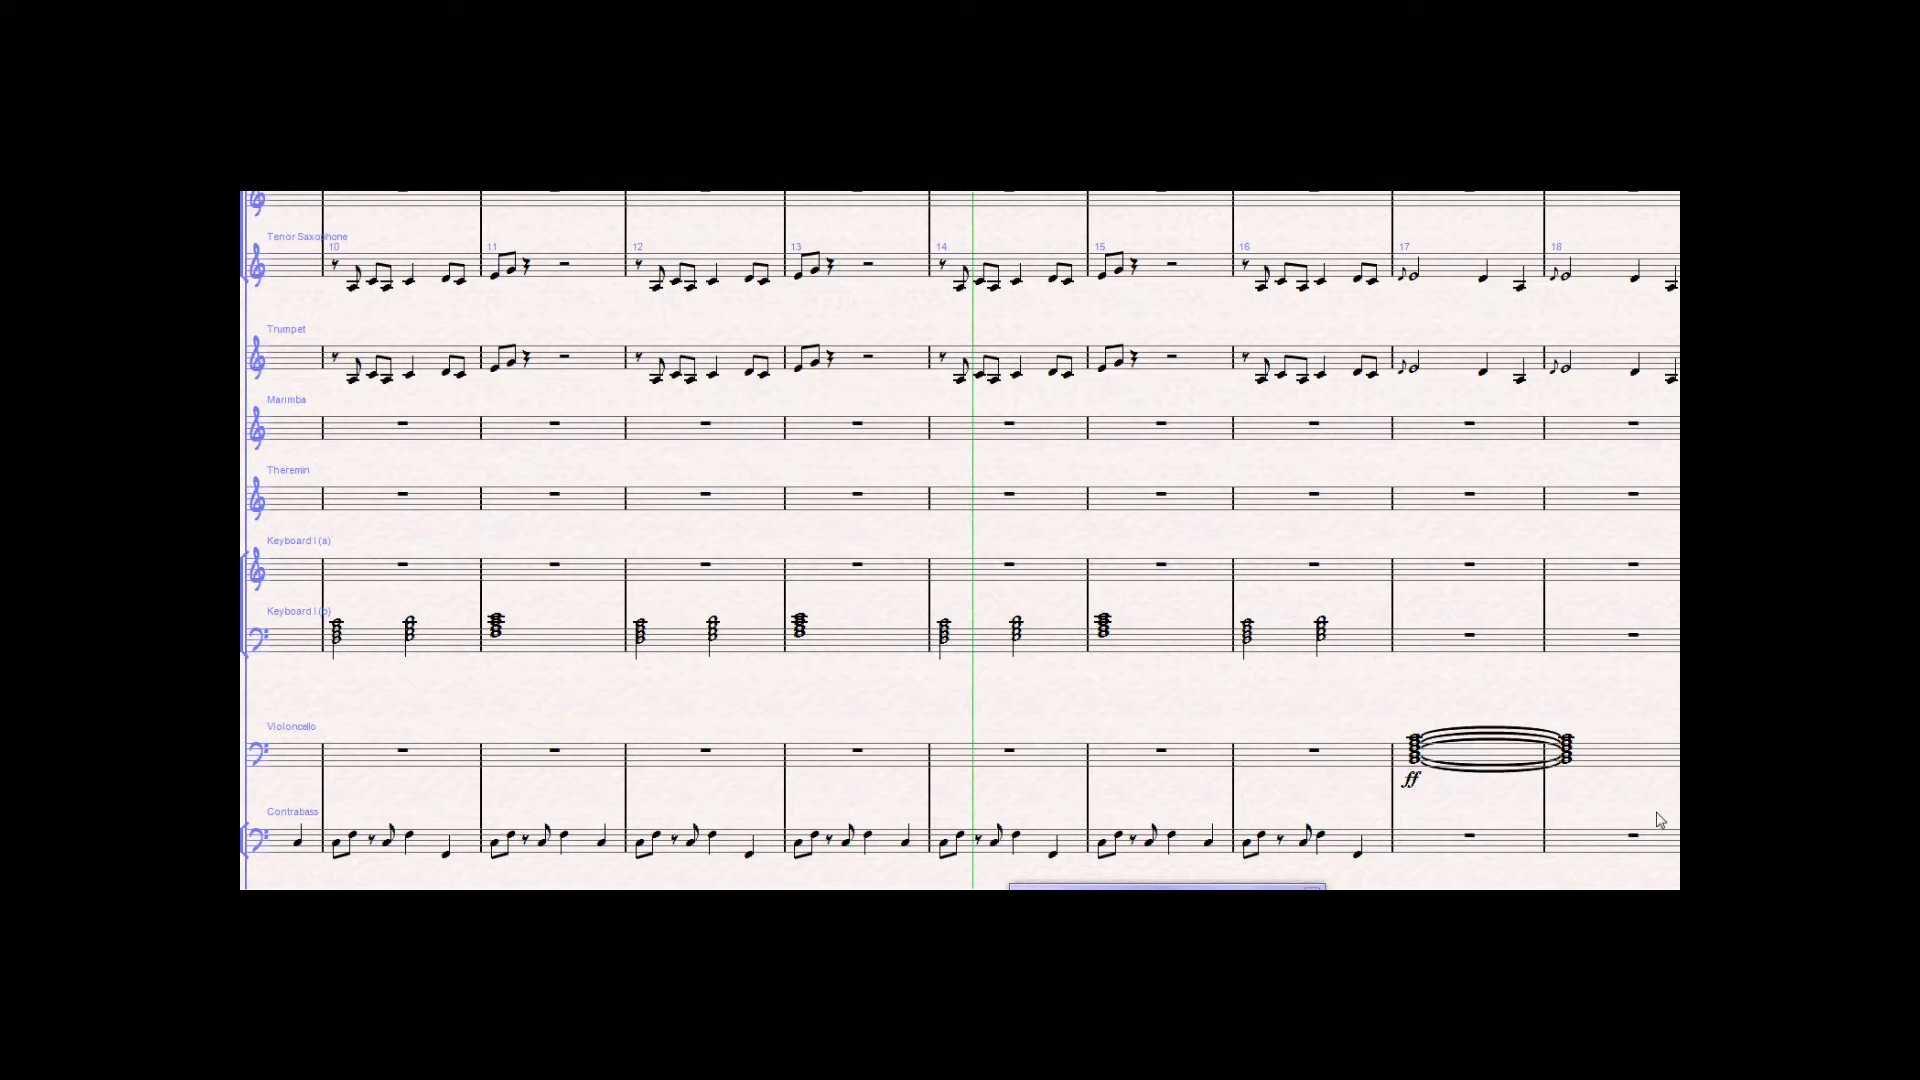 Tenor Saxophone
10 11 12 13 14 15 16 17 18
Trumpet
Marimba
Theremin
Keyboard I (a)
Keyboard I (b)
Violoncello
ff
Contrabass